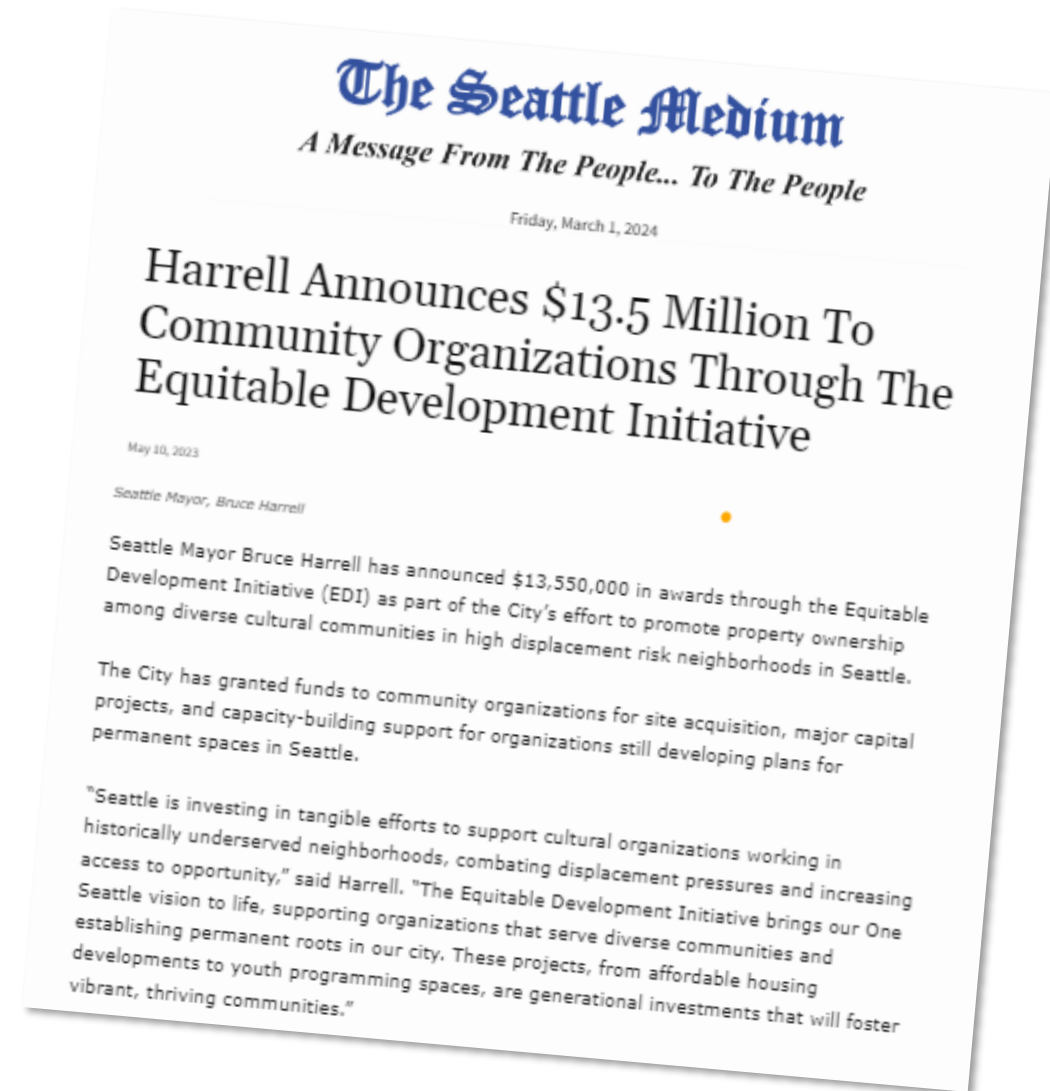 The Seattle Medium
A Message From The People... To The People
Friday, March 1, 2024
Harrell Announces $13.5 Million To
Community Organizations Through The
Equitable Development Initiative
May 10, 2023
Seattle Mayor, Bruce Harrell
Seattle Mayor Bruce Harrell has announced $13,550,000 in awards through the Equitable
Development Initiative (EDI) as part of the City’s effort to promote property ownership
among diverse cultural communities in high displacement risk neighborhoods in Seattle.
The City has granted funds to community organizations for site acquisition, major capital
projects, and capacity-building support for organizations still developing plans for
permanent spaces in Seattle.
“Seattle is investing in tangible efforts to support cultural organizations working in
historically underserved neighborhoods, combating displacement pressures and increasing
access to opportunity,” said Harrell. “The Equitable Development Initiative brings our One
Seattle vision to life, supporting organizations that serve diverse communities and
establishing permanent roots in our city. These projects, from affordable housing
developments to youth programming spaces, are generational investments that will foster
vibrant, thriving communities.”